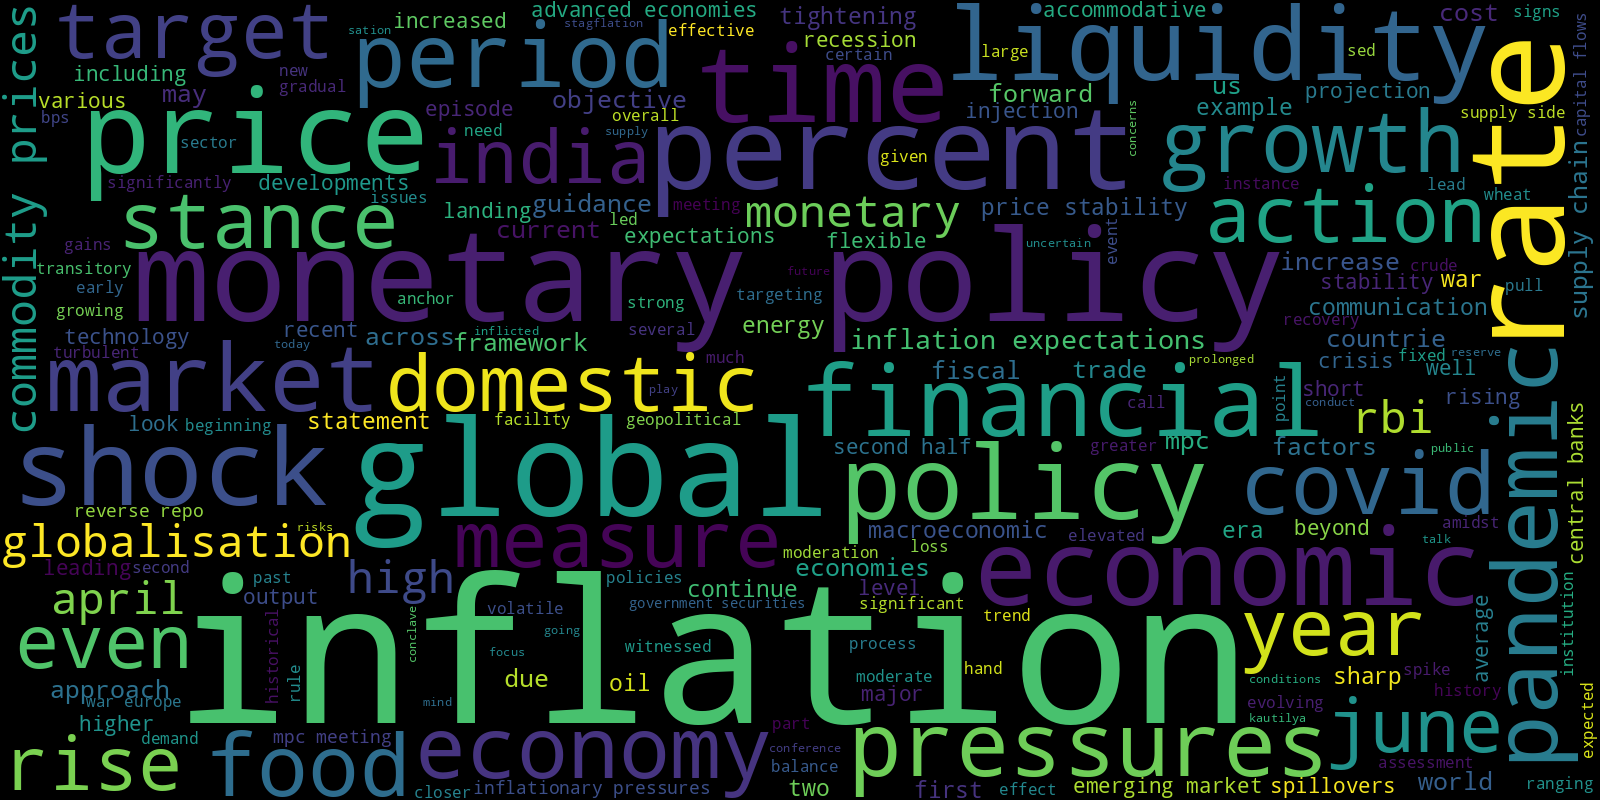 commodity prices
target
increased
sation
advanced economies
stagflation
effective
period
tightening
recession
certain
accommodative
liquidity
large
sed
cost
signs
capital flows
rate
including
new
gradual
various
may
bps
price
episode
objective
time
forward
us
projection
example
injection
supply side
overall
need
supply
concerns
sector
india
percent
given
growth
significantly
developments
issues
landing
guidance
led
meeting
monetary
price stability
instance
lead
wheat
supply chain
stance
current
expectations
flexible
uncertain
event
action
gains
transitory
early
growing
monetary policy
anchor
strong
targeting
future
increase
crude
stability
war
pull
communication
recovery
technology
recent
today
across
inflicted
framework
several
energy
inflation expectations
countrie
turbulent
market
domestic
much
play
prolonged
fiscal
trade
crisis
fixed
reserve
well
financial
call
point
short
conduct
rising
look
beginning
statement
facility
geopolitical
rbi
shock
global
second half
greater
mpc
factors
public
policy
covid
pandemic
central banks
reverse repo
risks
globalisation
measure
macroeconomic
elevated
era
beyond
amidst
talk
moderation
loss
economies
economic
leading
second
past
output
high
policies
continue
level
april
volatile
government securities
significant
trend
year
average
institution
even
historical
rule
conclave
going
focus
witnessed
process
inflation
moderate
hand
conditions
sharp
spike
approach
war europe
mind
due
oil
major
evolving
history
kautilya
higher
demand
mpc meeting
part
june
expected
rise
food
economy
conference
balance
pressures
assessment
closer
inflationary pressures
two
first
effect
emerging market
spillovers
world
ranging